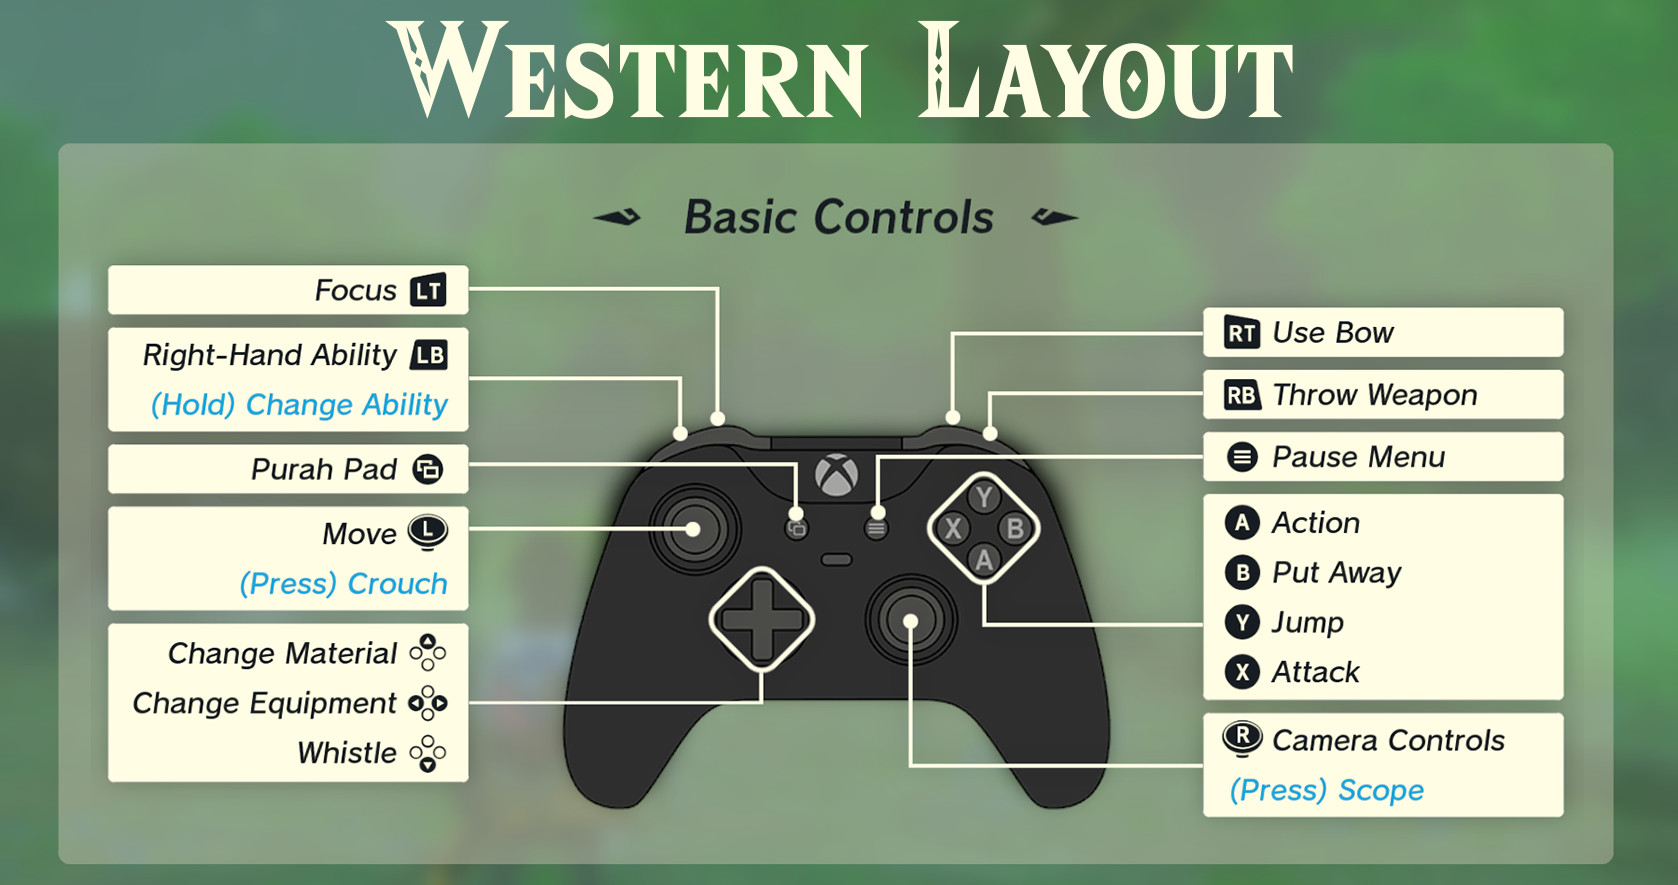 WESTERN LAYOUT
Basic Controls
Focus LT
Right-Hand Ability LB
(Hold) Change Ability
Purah Pad
Move L
(Press) Crouch
Change Material
Change Equipment
Whistle
Y
X B
A
RT Use Bow
RB Throw Weapon
Pause Menu
A Action
B Put Away
Y Jump
X Attack
R Camera Controls
(Press) Scope